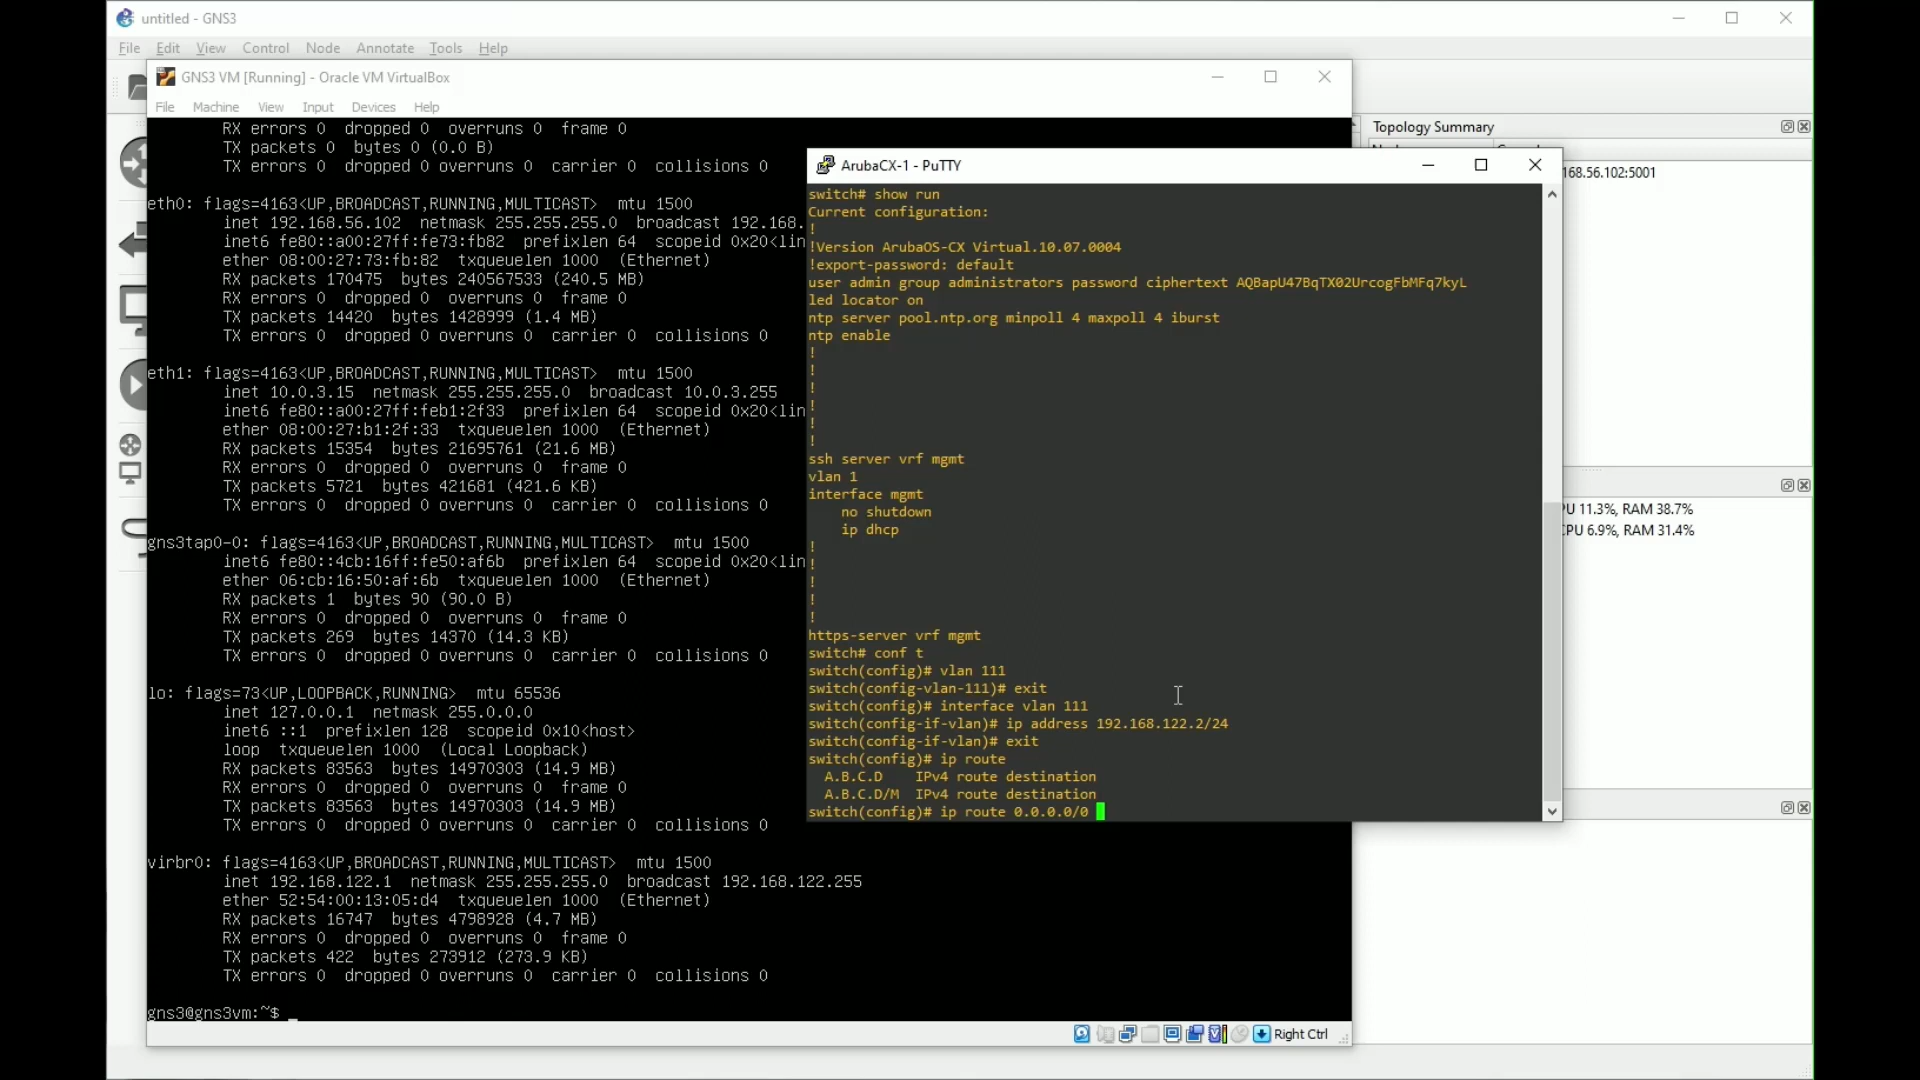 untitled - GNS3
File Edit View Control Node Annotate Tools Help
GNS3 VM [Running] - Oracle VM VirtualBox
File Machine View Input Devices Help
RX errors 0 dropped 0 overruns 0 frame 0
TX packets 0 bytes 0 (0.0 B)
TX errors 0 dropped 0 overruns 0 carrier 0 collisions 0
eth0: flags=4163<UP,BROADCAST,RUNNING,MULTICAST> mtu 1500
inet 192.168.56.102 netmask 255.255.255.0 broadcast 192.168.
inet6 fe80::a00:27ff:fe73:fb82 prefixlen 64 scopeid 0x20<lin
ether 08:00:27:73:fb:82 txqueuelen 1000 (Ethernet)
RX packets 170475 bytes 240567533 (240.5 MB)
RX errors 0 dropped 0 overruns 0 frame 0
TX packets 14420 bytes 1428999 (1.4 MB)
TX errors 0 dropped 0 overruns 0 carrier 0 collisions 0
eth1: flags=4163<UP,BROADCAST,RUNNING,MULTICAST> mtu 1500
inet 10.0.3.15 netmask 255.255.255.0 broadcast 10.0.3.255
inet6 fe80::a00:27ff:feb1:2f33 prefixlen 64 scopeid 0x20<lin
ether 08:00:27:b1:2f:33 txqueuelen 1000 (Ethernet)
RX packets 15354 bytes 21695761 (21.6 MB)
RX errors 0 dropped 0 overruns 0 frame 0
TX packets 5721 bytes 421681 (421.6 KB)
TX errors 0 dropped 0 overruns 0 carrier 0 collisions 0
gns3tap0-0: flags=4163<UP,BROADCAST,RUNNING,MULTICAST> mtu 1500
inet6 fe80::4cb:16ff:fe50:af6b prefixlen 64 scopeid 0x20<lin
ether 06:cb:16:50:af:6b txqueuelen 1000 (Ethernet)
RX packets 1 bytes 90 (90.0 B)
RX errors 0 dropped 0 overruns 0 frame 0
TX packets 269 bytes 14370 (14.3 KB)
TX errors 0 dropped 0 overruns 0 carrier 0 collisions 0
lo: flags=73<UP,LOOPBACK,RUNNING> mtu 65536
inet 127.0.0.1 netmask 255.0.0.0
inet6 ::1 prefixlen 128 scopeid 0x10<host>
loop txqueuelen 1000 (Local Loopback)
RX packets 83563 bytes 14970303 (14.9 MB)
RX errors 0 dropped 0 overruns 0 frame 0
TX packets 83563 bytes 14970303 (14.9 MB)
TX errors 0 dropped 0 overruns 0 carrier 0 collisions 0
virbr0: flags=4163<UP,BROADCAST,RUNNING,MULTICAST> mtu 1500
inet 192.168.122.1 netmask 255.255.255.0 broadcast 192.168.122.255
ether 52:54:00:13:05:d4 txqueuelen 1000 (Ethernet)
RX packets 16747 bytes 4798928 (4.7 MB)
RX errors 0 dropped 0 overruns 0 frame 0
TX packets 422 bytes 273912 (273.9 KB)
TX errors 0 dropped 0 overruns 0 carrier 0 collisions 0
gns3@gns3vm:~$ _
Right Ctrl
ArubaCX-1 - PuTTY
switch# show run
Current configuration:
!
!Version ArubaOS-CX Virtual.10.07.0004
!export-password: default
user admin group administrators password ciphertext AQBapU47BqTX02UrcogFbMFq7kyL
led locator on
ntp server pool.ntp.org minpoll 4 maxpoll 4 iburst
ntp enable
!
!
!
!
!
!
ssh server vrf mgmt
vlan 1
interface mgmt
no shutdown
ip dhcp
!
!
!
!
!
https-server vrf mgmt
switch# conf t
switch(config)# vlan 111
switch(config-vlan-111)# exit
switch(config)# interface vlan 111
switch(config-if-vlan)# ip address 192.168.122.2/24
switch(config-if-vlan)# exit
switch(config)# ip route
A.B.C.D IPv4 route destination
A.B.C.D/M IPv4 route destination
switch(config)# ip route 0.0.0.0/0
Topology Summary
168.56.102:5001
PU 11.3%, RAM 38.7%
CPU 6.9%, RAM 31.4%